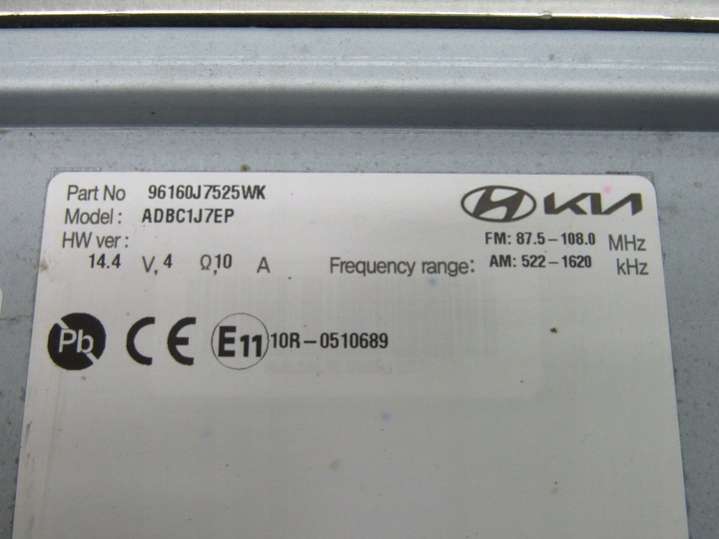 Part No 96160J7525WK
Model: ADBC1J7EP
HW ver:
14.4 V, 4 Ω, 10 A
KIA
FM: 87.5-108.0 MHz
Frequency range: AM: 522-1620 kHz
Pb CE E11 10R-0510689